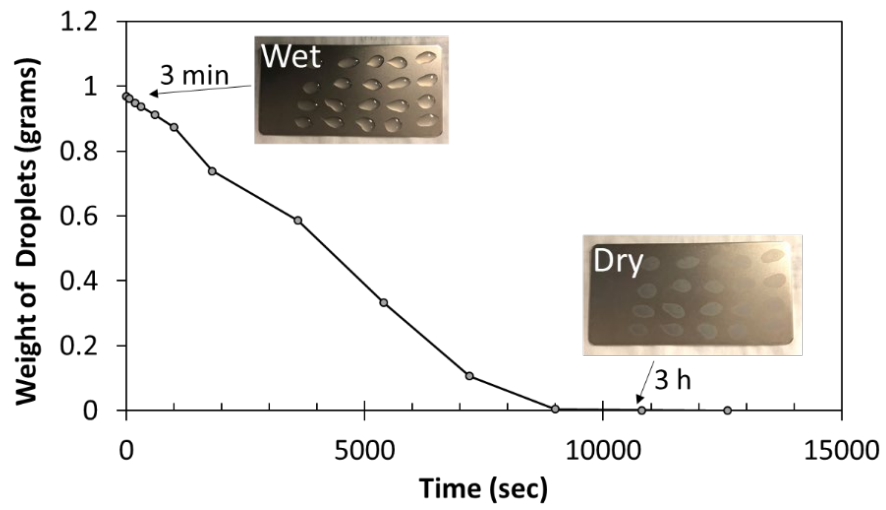 1.2
1
0.8
0.6
0.4
0.2
0
Weight of Droplets (grams)
3 min
Wet
Dry
3 h
0
5000
10000
15000
Time (sec)